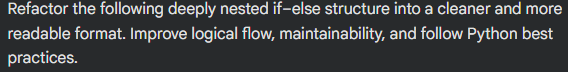 Refactor the following deeply nested if–else structure into a cleaner and more
readable format. Improve logical flow, maintainability, and follow Python best
practices.